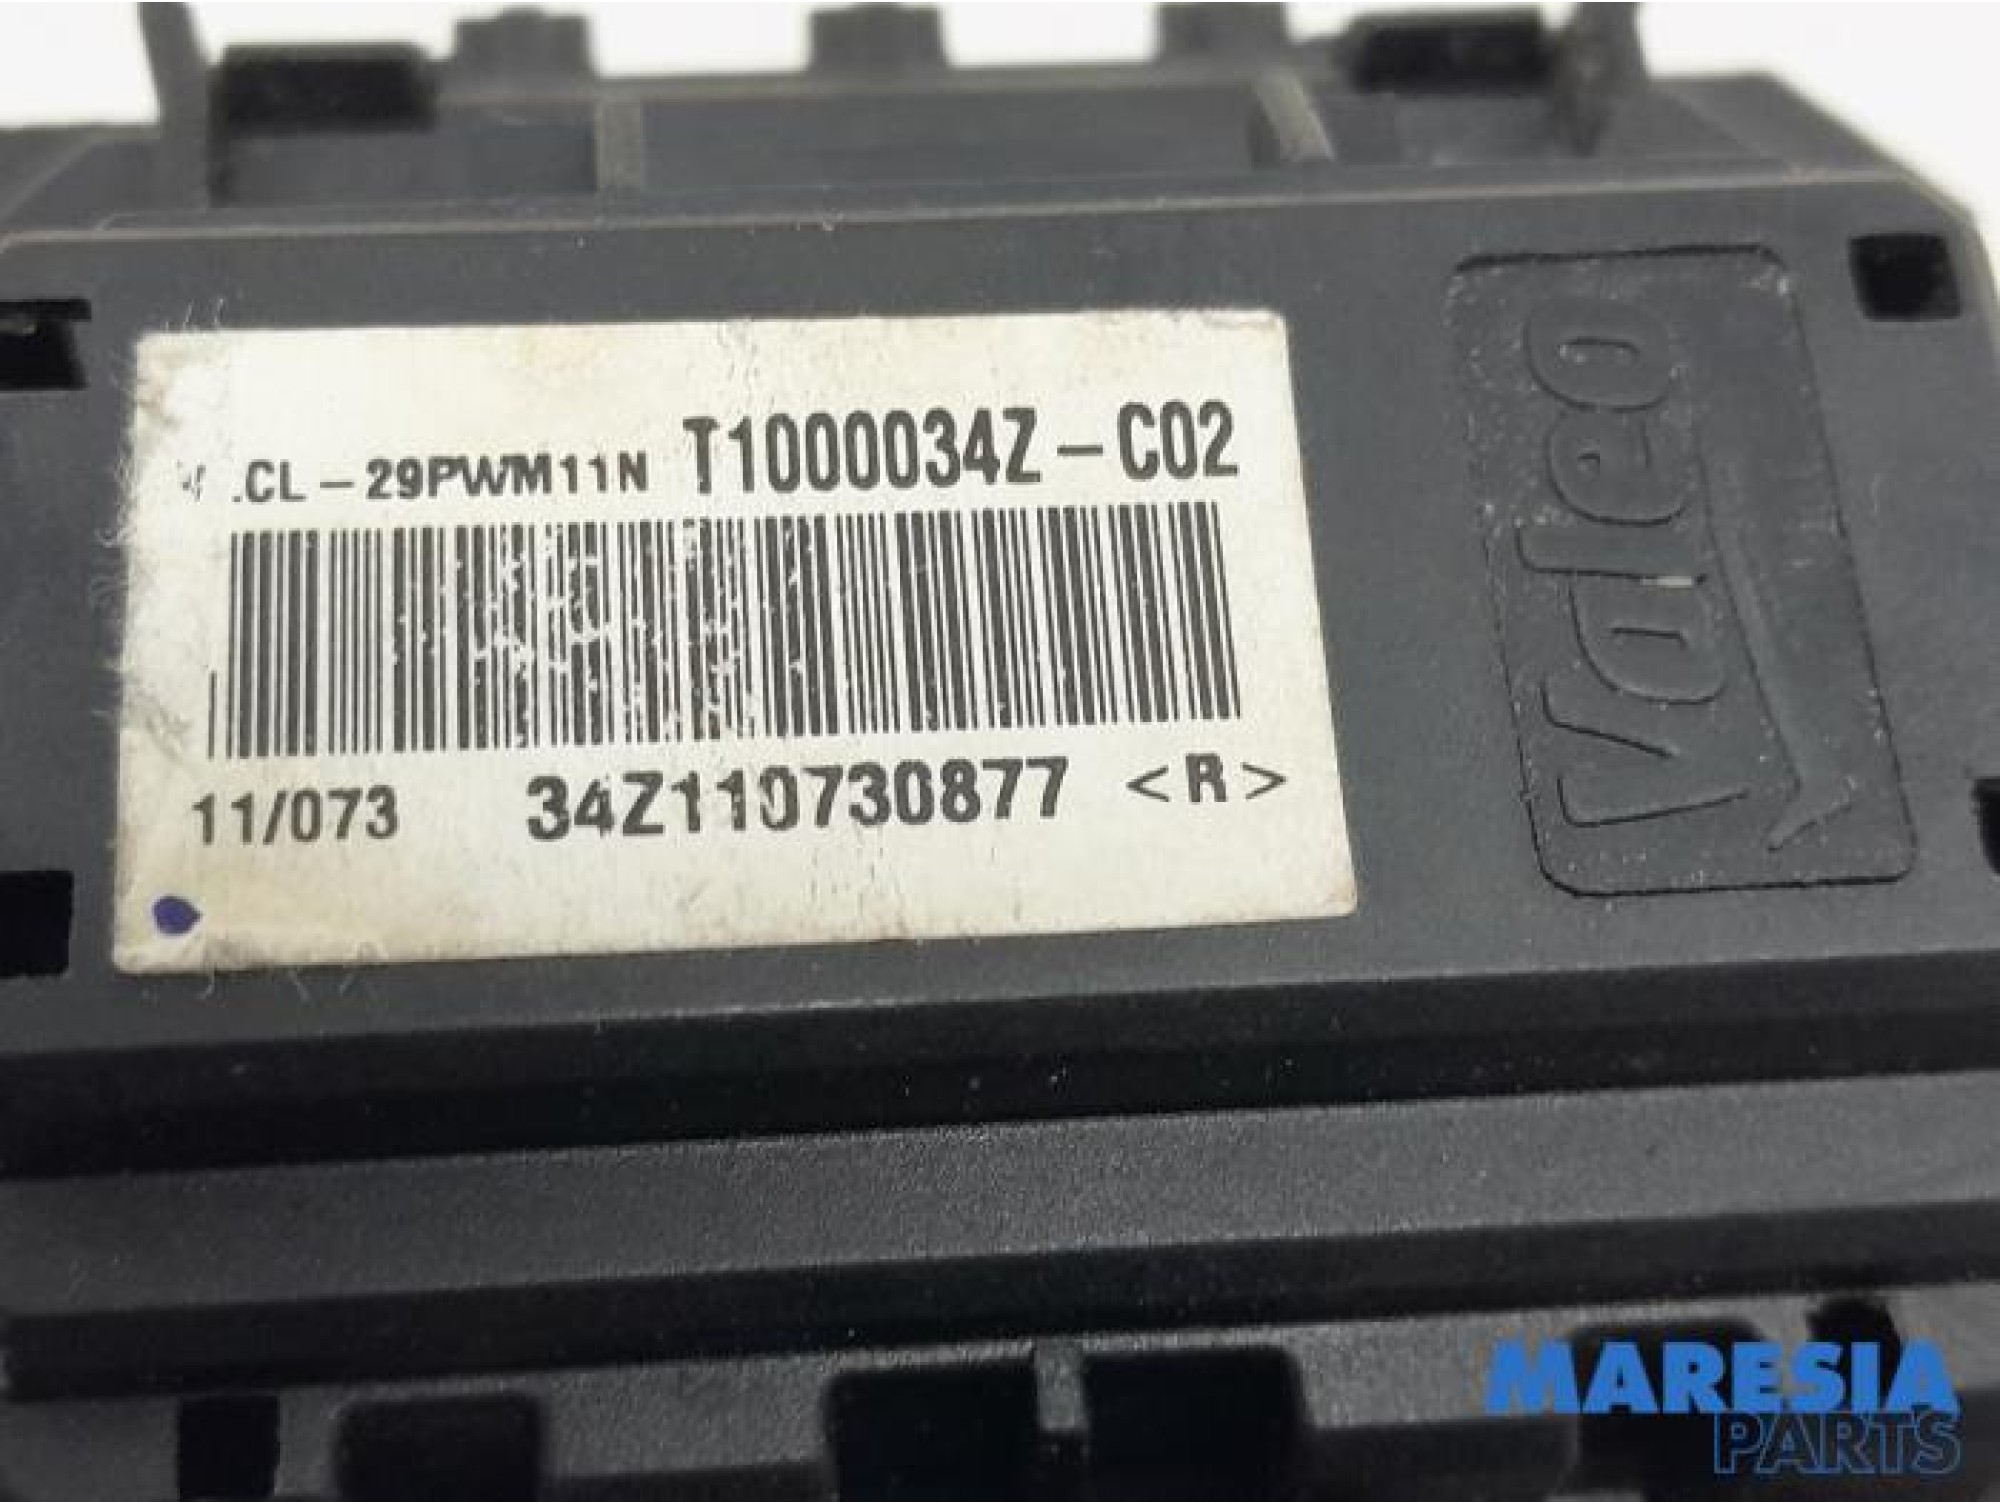 .CL-29PWM11N T1000034Z-C02
11/073 34Z110730877 <R>
Valeo
MARESIA
PARTS